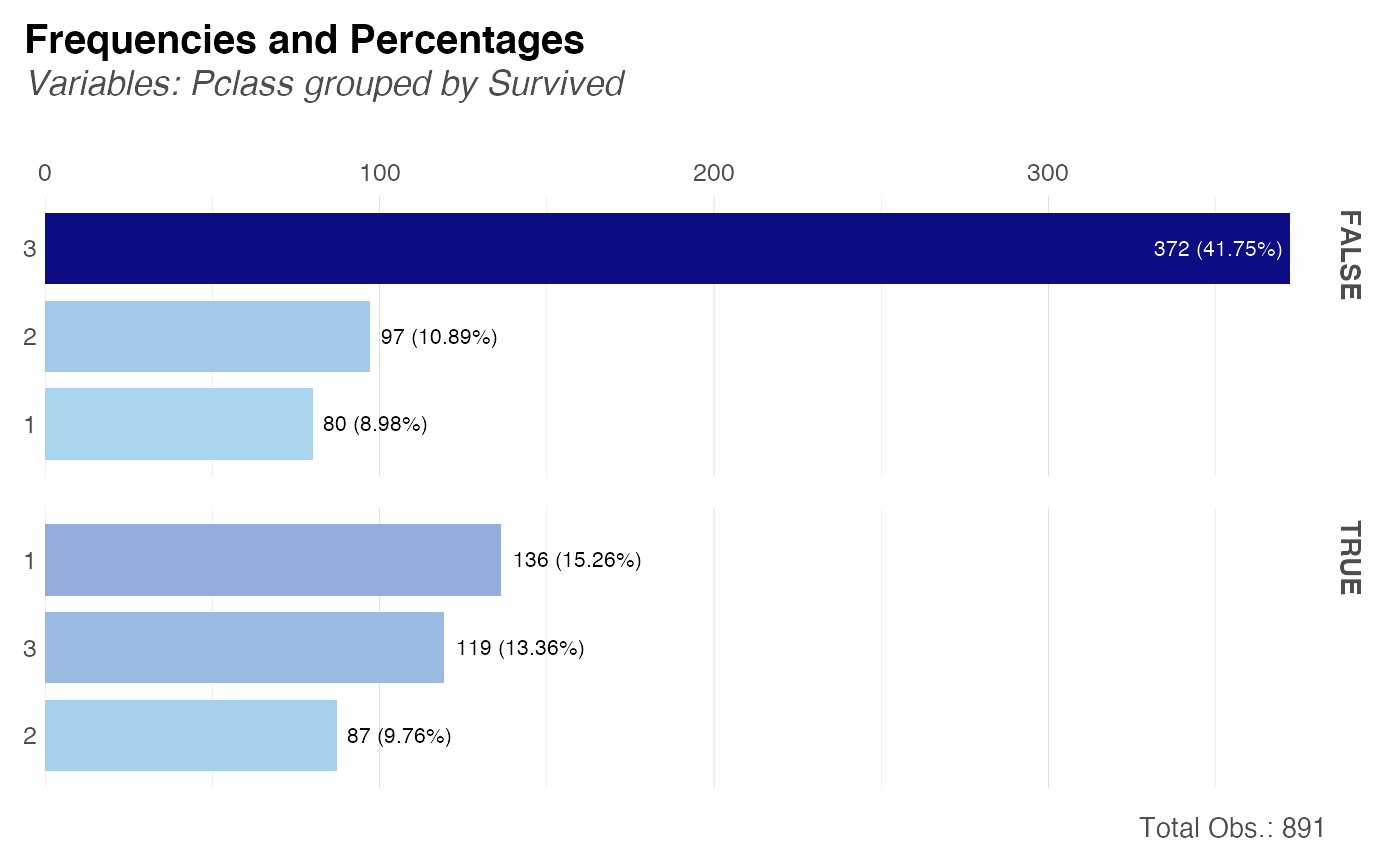 Frequencies and Percentages
Variables: Pclass grouped by Survived
0 100 200 300
3 372 (41.75%)
2 97 (10.89%)
1 80 (8.98%)
FALSE
1 136 (15.26%)
3 119 (13.36%)
2 87 (9.76%)
TRUE
Total Obs.: 891